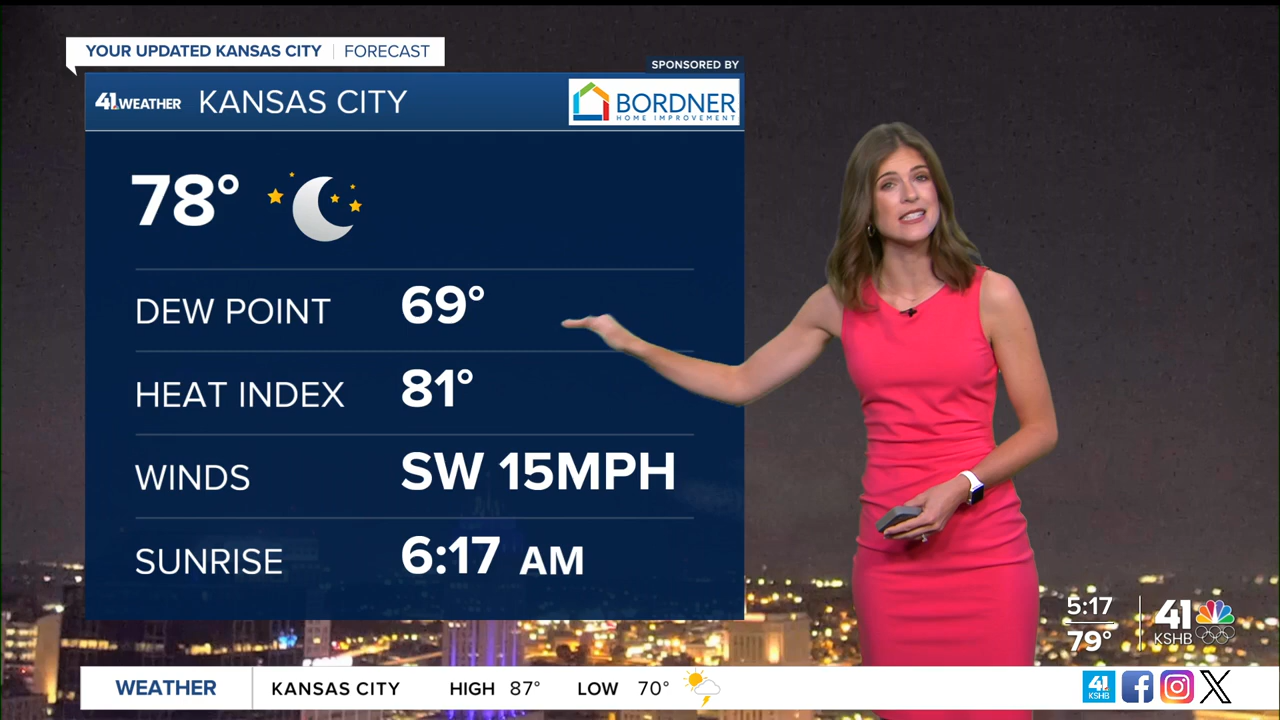 YOUR UPDATED KANSAS CITY | FORECAST
SPONSORED BY
41 WEATHER KANSAS CITY
BORDNER
HOME IMPROVEMENT
78°
DEW POINT 69°
HEAT INDEX 81°
WINDS SW 15MPH
SUNRISE 6:17 AM
5:17
79°
41
KSHB
WEATHER KANSAS CITY HIGH 87° LOW 70°
41
KSHB